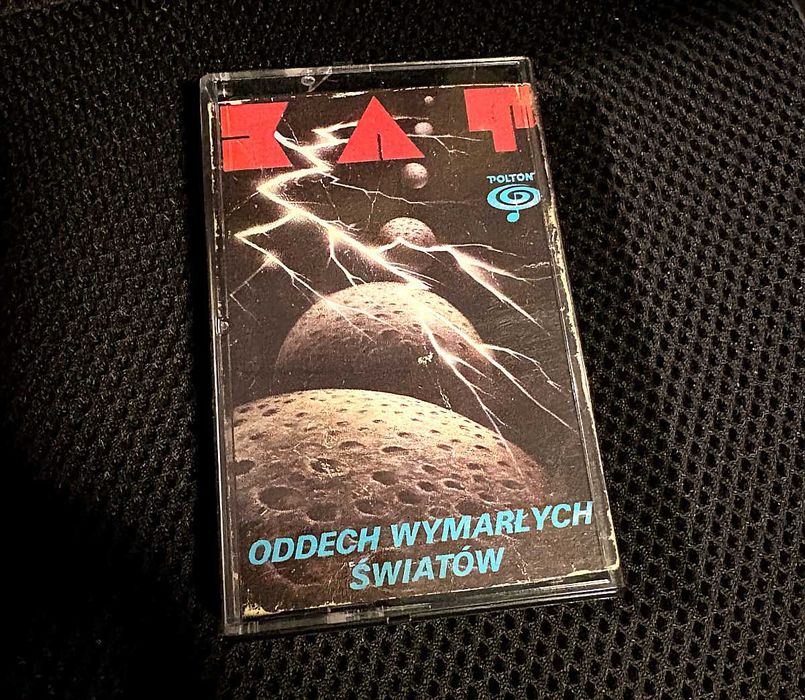 KAT
POLTON
ODDECH WYMARŁYCH
ŚWIATÓW